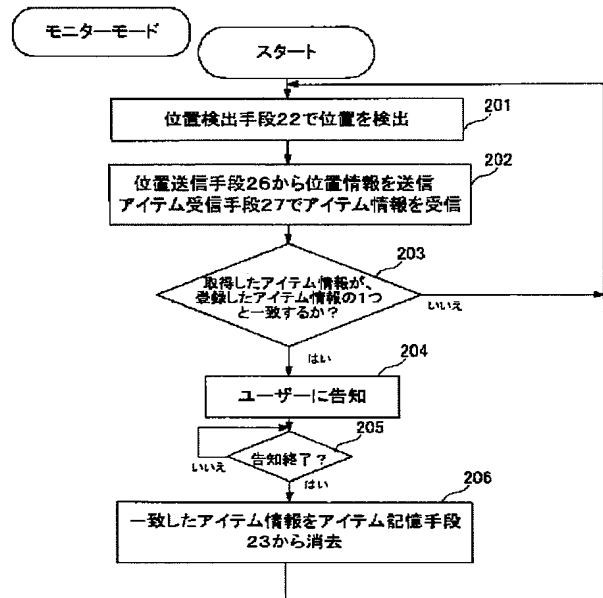 モニターモード
スタート
位置検出手段22で位置を検出
201
位置送信手段26から位置情報を送信
アイテム受信手段27でアイテム情報を受信
202
取得したアイテム情報が、
登録したアイテム情報の1つ
と一致するか?
203
いいえ
はい
ユーザーに告知
204
告知終了?
205
いいえ
はい
一致したアイテム情報をアイテム記憶手段
23から消去
206